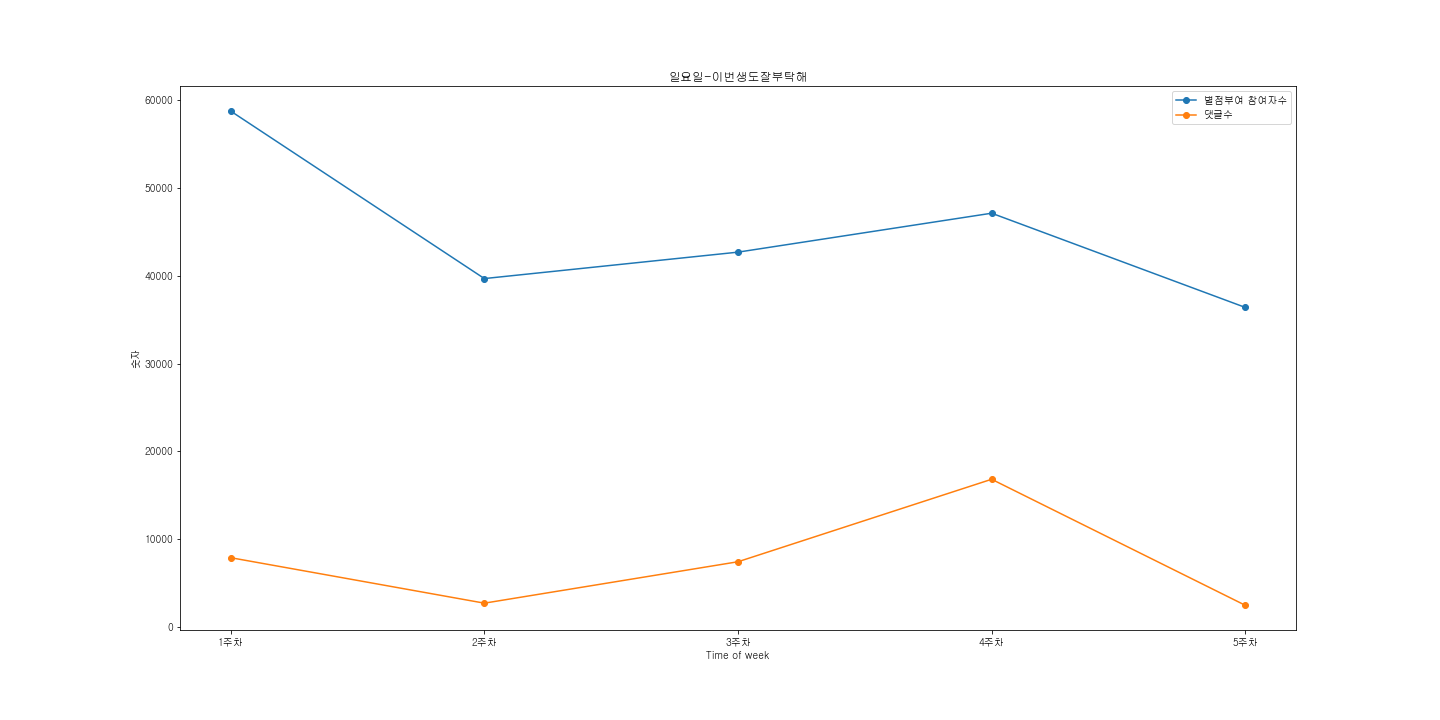 일요일-이번생도잘부탁해
별점부여 참여자수
댓글수
60000
50000
40000
30000
20000
10000
0
숫자
1주차 2주차 3주차 4주차 5주차
Time of week